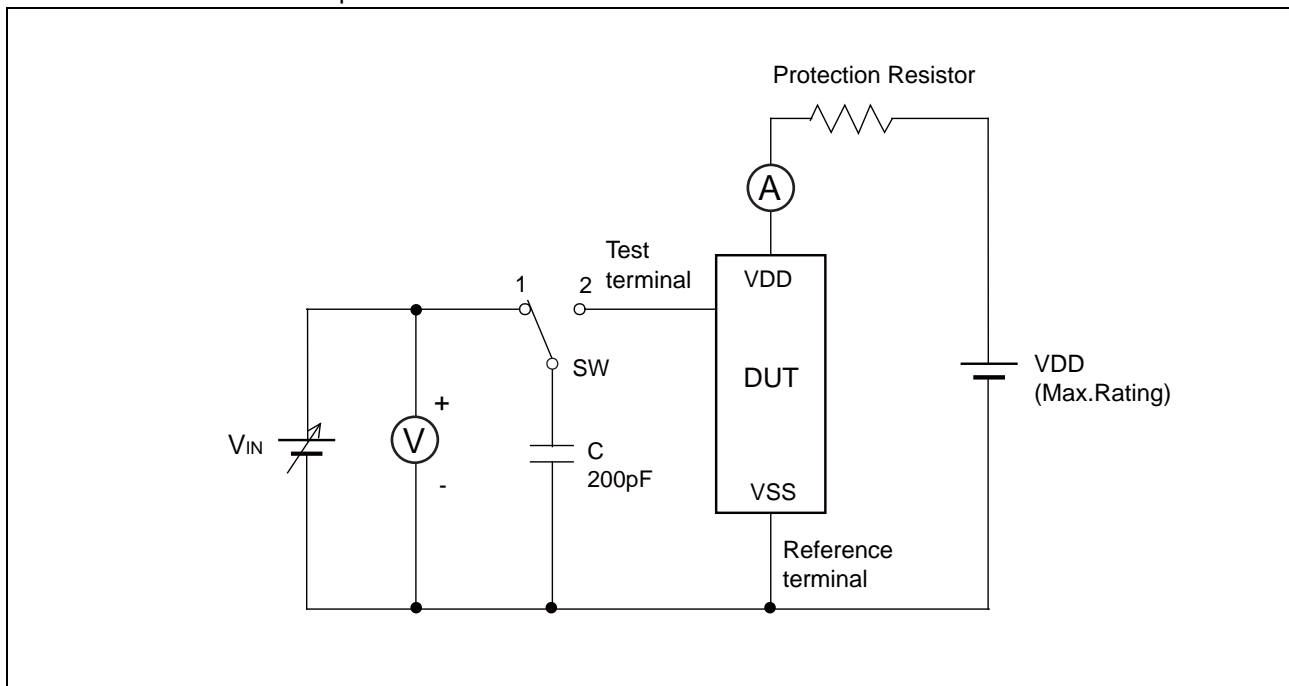 Protection Resistor
A
Test
terminal
1
2
VDD
SW
DUT
VDD
(Max.Rating)
VIN
+
V
-
C
200pF
VSS
Reference
terminal